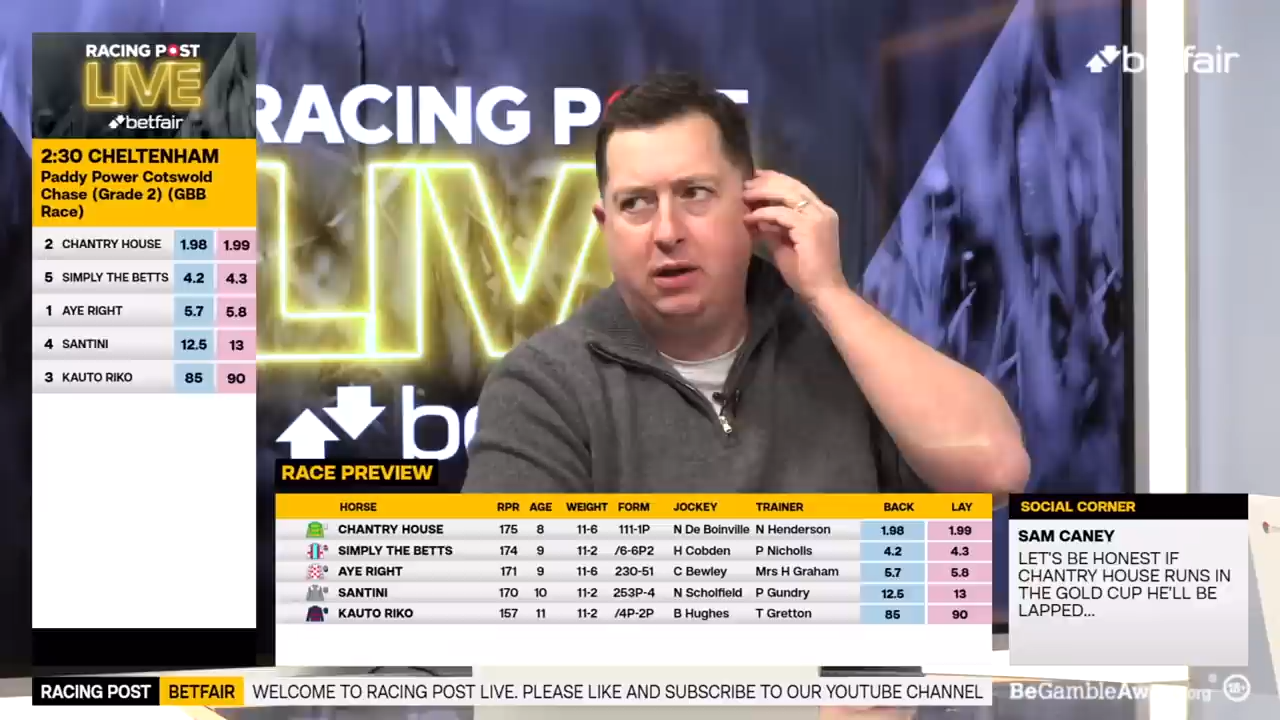 RACING POST
LIVE
betfair
2:30 CHELTENHAM
Paddy Power Cotswold
Chase (Grade 2) (GBB
Race)
2 CHANTRY HOUSE 1.98 1.99
5 SIMPLY THE BETTS 4.2 4.3
1 AYE RIGHT 5.7 5.8
4 SANTINI 12.5 13
3 KAUTO RIKO 85 90
RACING P T
LIV
be
betfair
RACE PREVIEW
HORSE RPR AGE WEIGHT FORM JOCKEY TRAINER BACK LAY
CHANTRY HOUSE 175 8 11-6 111-1P N De Boinville N Henderson 1.98 1.99
SIMPLY THE BETTS 174 9 11-2 /6-6P2 H Cobden P Nicholls 4.2 4.3
AYE RIGHT 171 9 11-6 230-51 C Bewley Mrs H Graham 5.7 5.8
SANTINI 170 10 11-2 253P-4 N Scholfield P Gundry 12.5 13
KAUTO RIKO 157 11 11-2 /4P-2P B Hughes T Gretton 85 90
SOCIAL CORNER
SAM CANEY
LET'S BE HONEST IF
CHANTRY HOUSE RUNS IN
THE GOLD CUP HE'LL BE
LAPPED...
RACING POST BETFAIR WELCOME TO RACING POST LIVE. PLEASE LIKE AND SUBSCRIBE TO OUR YOUTUBE CHANNEL
BeGambleAware.org 18+